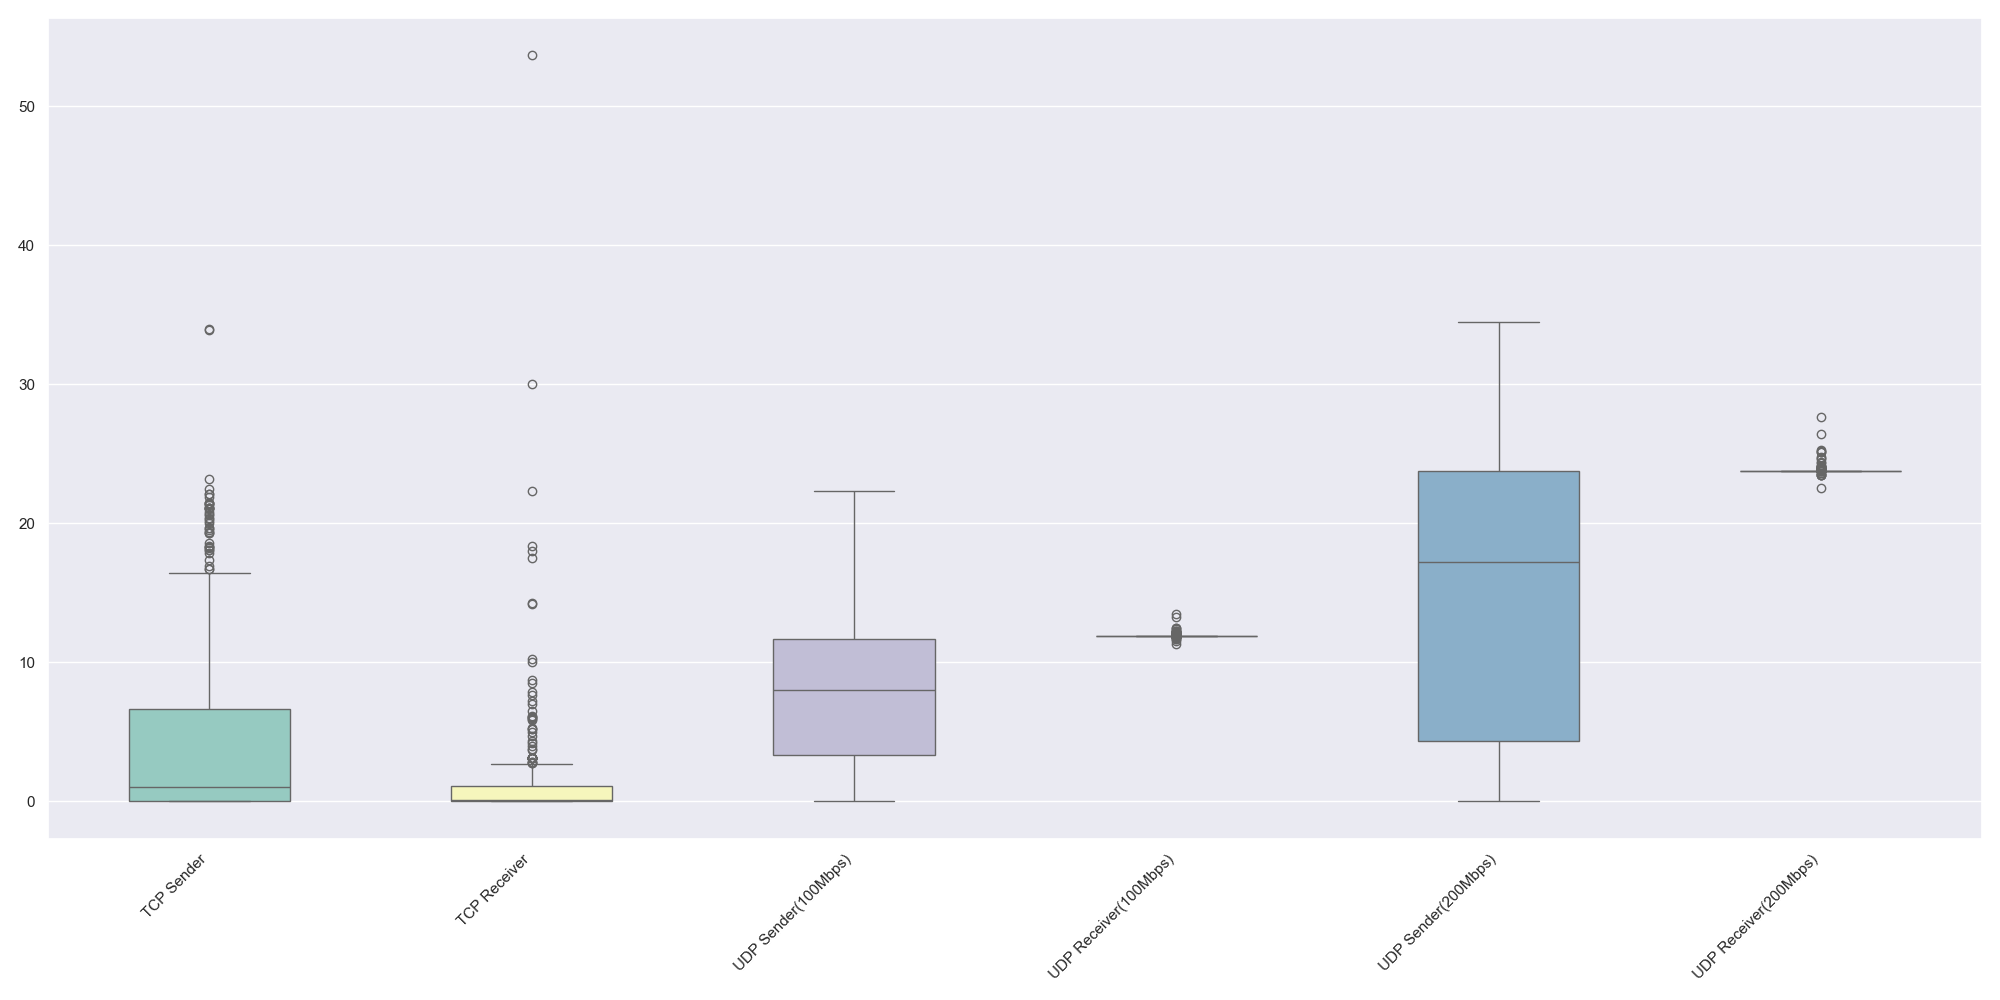 50
40
30
20
10
0
TCP Sender
TCP Receiver
UDP Sender(100Mbps)
UDP Receiver(100Mbps)
UDP Sender(200Mbps)
UDP Receiver(200Mbps)